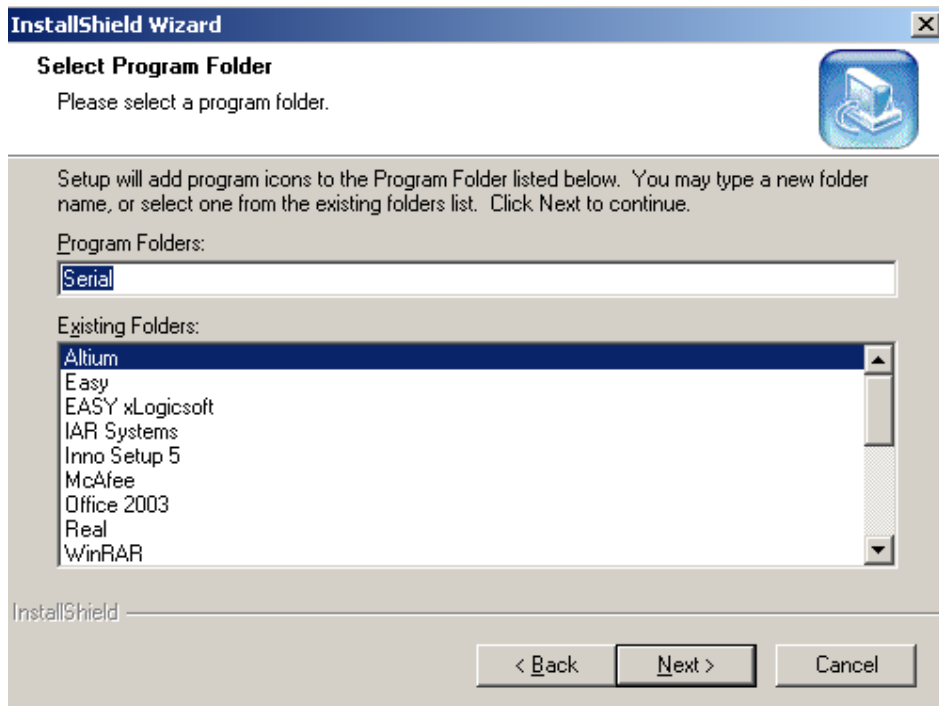 InstallShield Wizard
Select Program Folder
Please select a program folder.
Setup will add program icons to the Program Folder listed below.  You may type a new folder
name, or select one from the existing folders list.  Click Next to continue.
Program Folders:
Serial
Existing Folders:
Altium
Easy
EASY xLogicsoft
IAR Systems
Inno Setup 5
McAfee
Office 2003
Real
WinRAR
InstallShield
< Back Next > Cancel